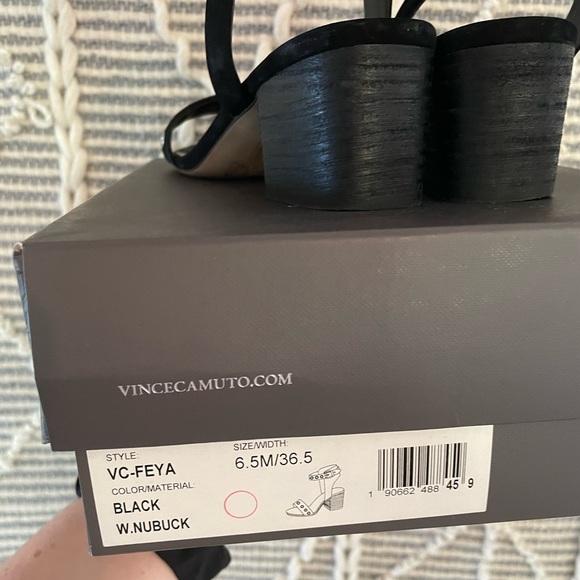 VINCECAMUTO.COM
STYLE:
VC-FEYA
SIZE/WIDTH:
6.5M/36.5
COLOR/MATERIAL:
BLACK
W.NUBUCK
1 90662 488 45 9